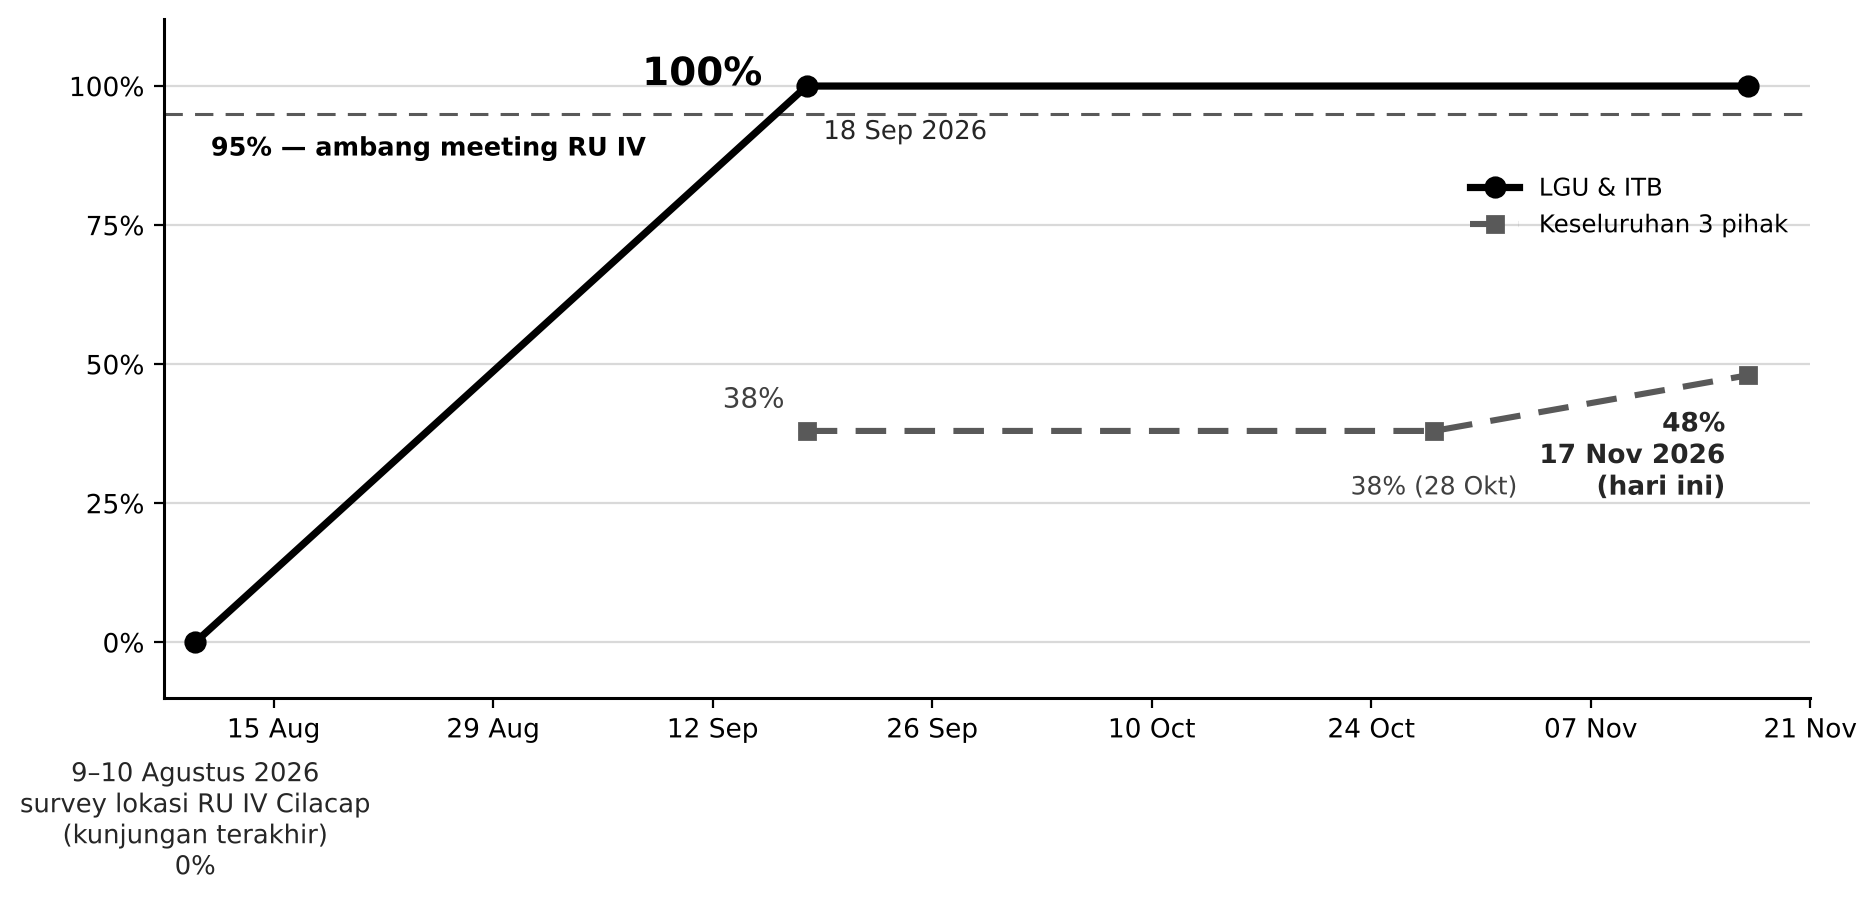 100%
100%
18 Sep 2026
95% — ambang meeting RU IV
LGU & ITB
75%
Keseluruhan 3 pihak
50%
38%
48%
17 Nov 2026
(hari ini)
38% (28 Okt)
25%
0%
15 Aug
29 Aug
12 Sep
26 Sep
10 Oct
24 Oct
07 Nov
21 Nov
9–10 Agustus 2026
survey lokasi RU IV Cilacap
(kunjungan terakhir)
0%